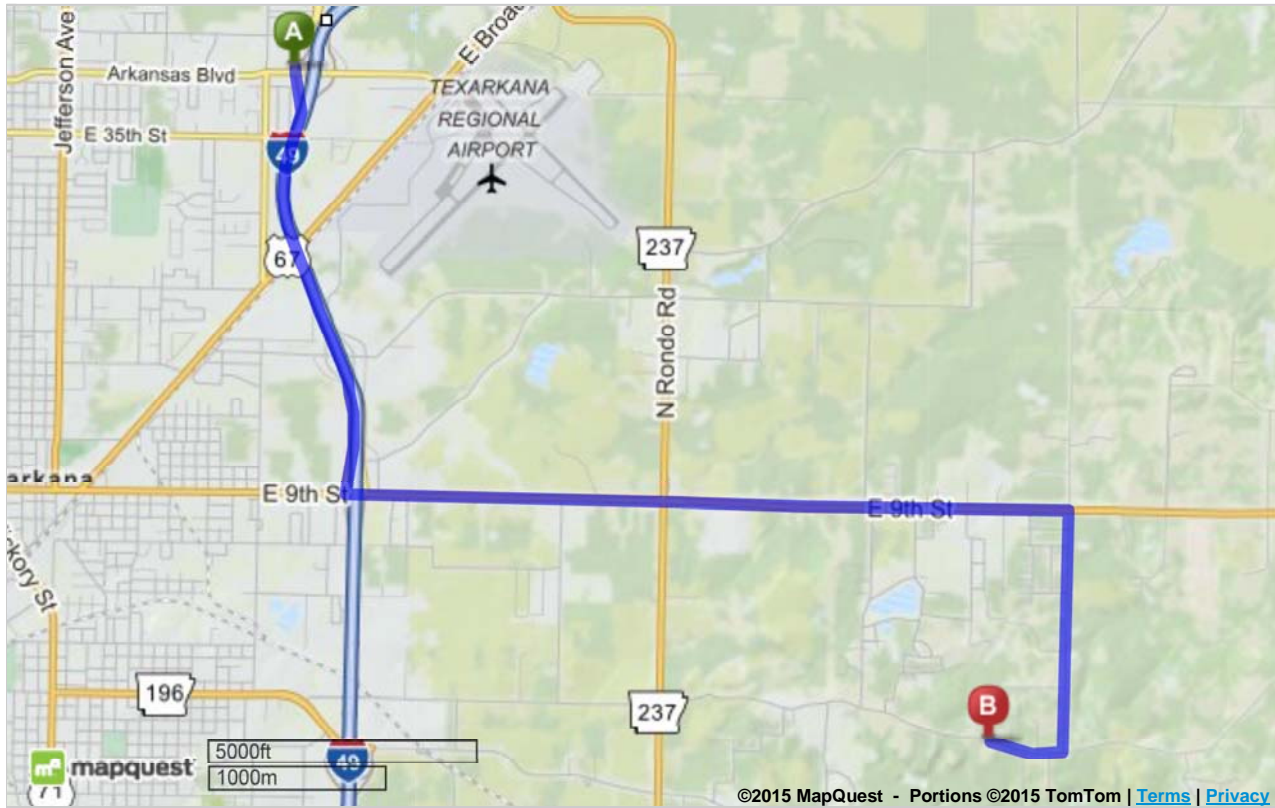 A
Jefferson Ave
Arkansas Blvd
E Broad
TEXARKANA
REGIONAL
AIRPORT
E 35th St
49
67
237
N Rondo Rd
arkana
E 9th St
E 9th St
ckory St
196
237
B
5000ft
1000m
49
m
mapquest
71
©2015 MapQuest - Portions ©2015 TomTom | Terms | Privacy